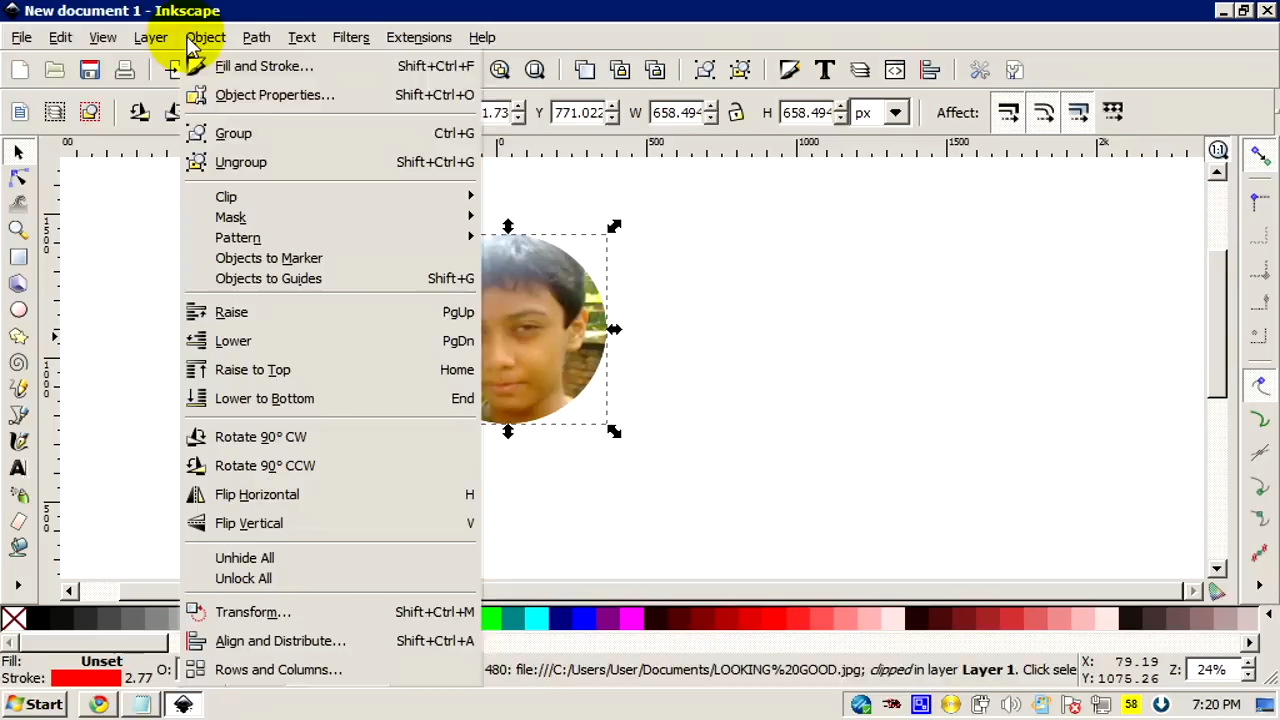 New document 1 - Inkscape
File Edit View Layer Object Path Text Filters Extensions Help
Fill and Stroke... Shift+Ctrl+F
Object Properties... Shift+Ctrl+O
1.73 Y 771.022 W 658.494 H 658.494 px Affect:
Group Ctrl+G
00 0 500 1000 1500 2k
Ungroup Shift+Ctrl+G
Clip
Mask
Pattern
Objects to Marker
Objects to Guides Shift+G
Raise PgUp
Lower PgDn
Raise to Top Home
Lower to Bottom End
Rotate 90° CW
Rotate 90° CCW
Flip Horizontal H
Flip Vertical V
Unhide All
Unlock All
Transform... Shift+Ctrl+M
Align and Distribute... Shift+Ctrl+A
Rows and Columns...
1500
1000
500
Fill: Unset
Stroke: 2.77
O:
480: file:///C:/Users/User/Documents/LOOKING%20GOOD.jpg; clipped in layer Layer 1. Click sele
X: 79.19
Y: 1075.26
Z: 24%
Start 58 7:20 PM